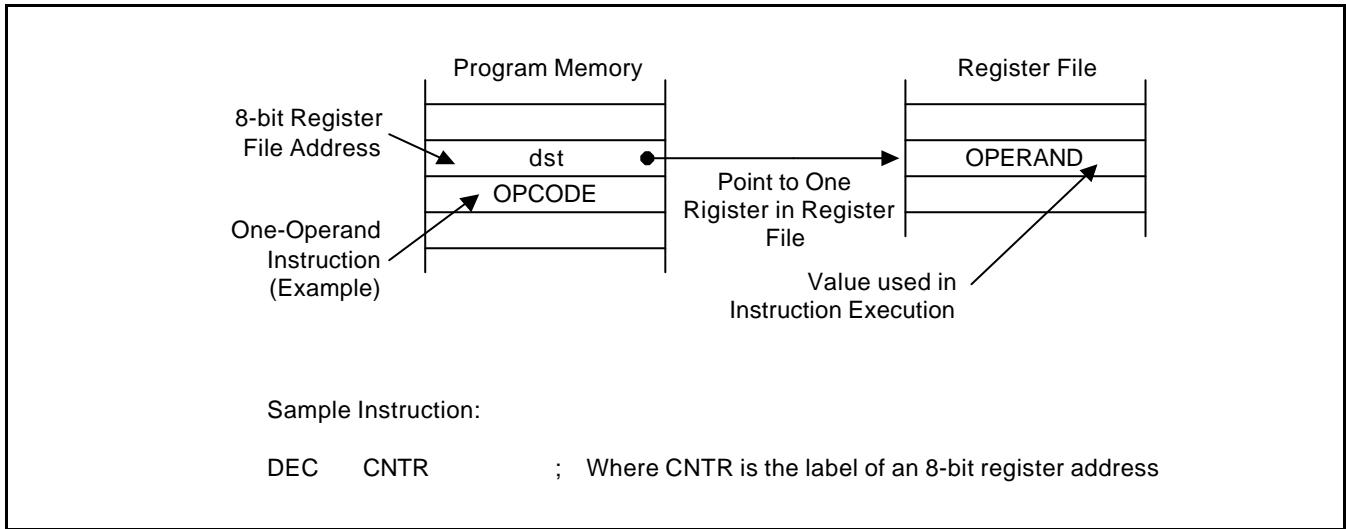 Program Memory
Register File
8-bit Register
File Address
dst
OPERAND
OPCODE
Point to One
Rigister in Register
File
One-Operand
Instruction
(Example)
Value used in
Instruction Execution
Sample Instruction:
DEC CNTR ; Where CNTR is the label of an 8-bit register address